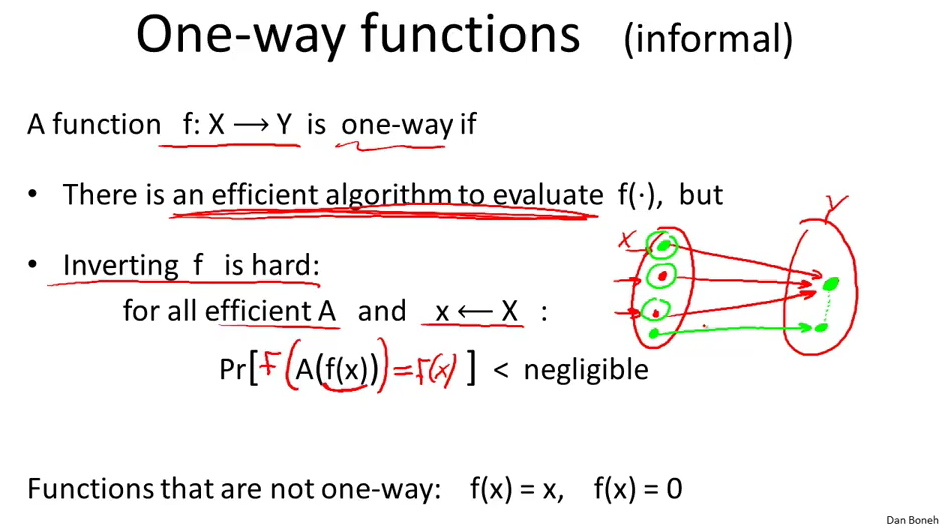 One-way functions (informal)
A function f: X ⟶ Y is one-way if
• There is an efficient algorithm to evaluate f(·), but
• Inverting f is hard:
for all efficient A and x ⟵ X :
Pr[ f( A( f(x) ) ) = f(x) ] < negligible
X
Y
Functions that are not one-way: f(x) = x, f(x) = 0
Dan Boneh